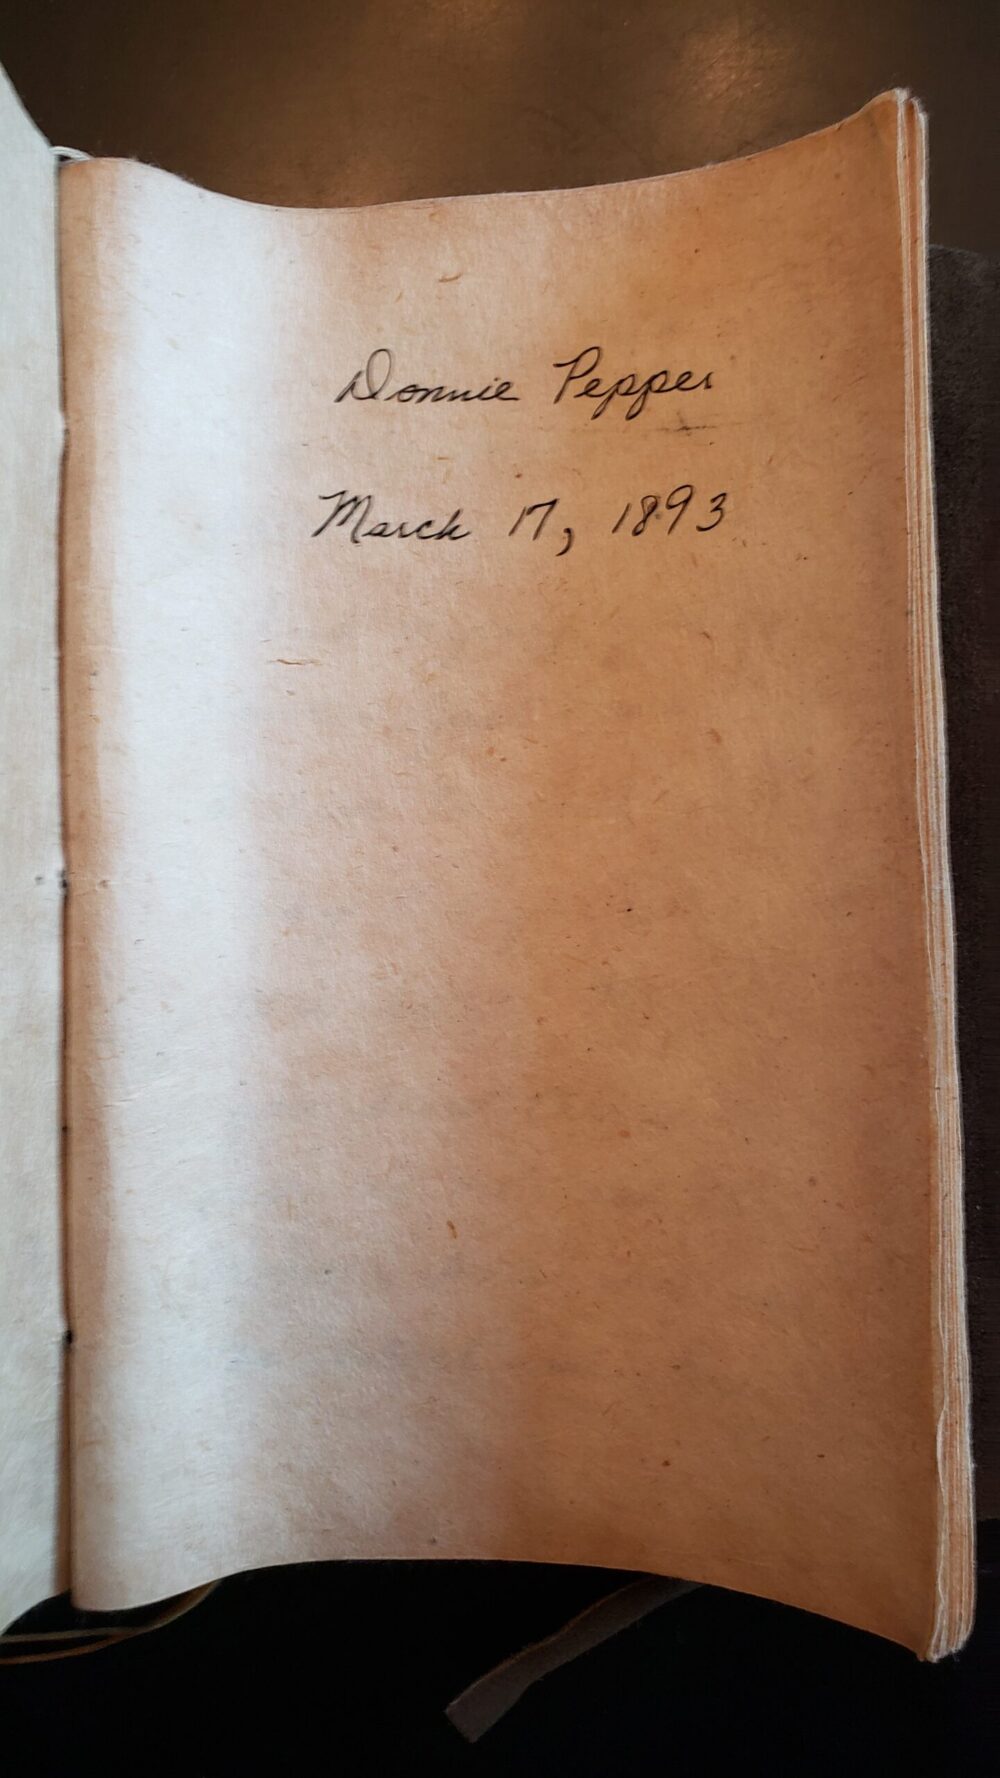 Donnie Pepper
March 17, 1893